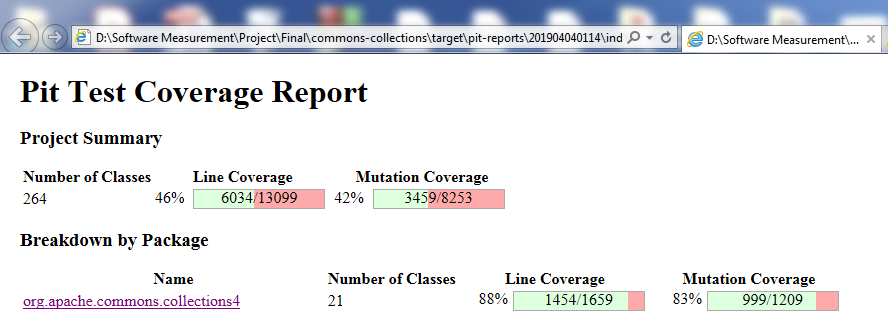 D:\Software Measurement\Project\Final\commons-collections\target\pit-reports\201904040114\ind
D:\Software Measurement\...
Pit Test Coverage Report
Project Summary
Number of Classes Line Coverage Mutation Coverage
264 46% 6034/13099 42% 3459/8253
Breakdown by Package
Name Number of Classes Line Coverage Mutation Coverage
org.apache.commons.collections4 21 88% 1454/1659 83% 999/1209